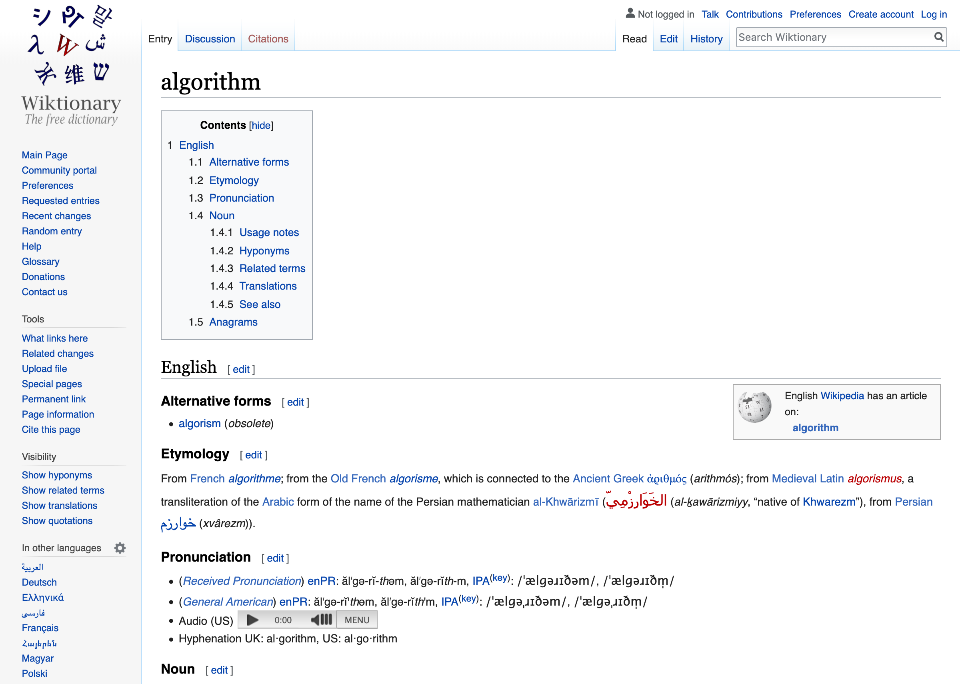 Not logged in Talk Contributions Preferences Create account Log in
Entry Discussion Citations Read Edit History Search Wiktionary
Wiktionary
The free dictionary
Main Page
Community portal
Preferences
Requested entries
Recent changes
Random entry
Help
Glossary
Donations
Contact us
Tools
What links here
Related changes
Upload file
Special pages
Permanent link
Page information
Cite this page
Visibility
Show hyponyms
Show related terms
Show translations
Show quotations
In other languages
العربية
Deutsch
Ελληνικά
فارسی
Français
Հայերեն
Magyar
Polski
algorithm
Contents [hide]
1 English
1.1 Alternative forms
1.2 Etymology
1.3 Pronunciation
1.4 Noun
1.4.1 Usage notes
1.4.2 Hyponyms
1.4.3 Related terms
1.4.4 Translations
1.4.5 See also
1.5 Anagrams
English [ edit ]
English Wikipedia has an article
on:
algorithm
Alternative forms [ edit ]
• algorism (obsolete)
Etymology [ edit ]
From French algorithme; from the Old French algorisme, which is connected to the Ancient Greek ἀριθμός (arithmós); from Medieval Latin algorismus, a
transliteration of the Arabic form of the name of the Persian mathematician al-Khwārizmī (الخَوَارِزْمِيّ (al-ḵawārizmiyy, “native of Khwarezm”), from Persian
خوارزم (xvârezm)).
Pronunciation [ edit ]
• (Received Pronunciation) enPR: ălʹgə-rĭ-thəm, ălʹgə-rĭth-m, IPA(key): /ˈælɡəɹɪðəm/, /ˈælɡəɹɪðm̩/
• (General American) enPR: ălʹgə-rĭʹthəm, ălʹgə-rĭthʹm, IPA(key): /ˈælɡəˌɹɪðəm/, /ˈælɡəˌɹɪðm̩/
• Audio (US) 0:00 MENU
• Hyphenation UK: al‧gorithm, US: al‧go‧rithm
Noun [ edit ]